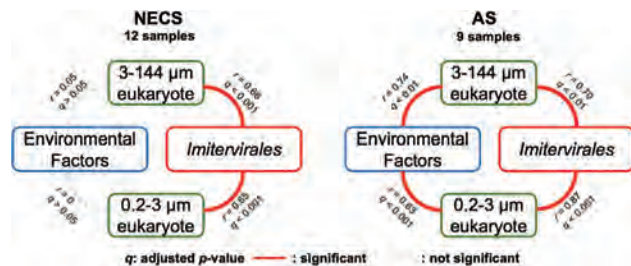 NECS
12 samples
r = 0.05
q > 0.05
3-144 µm
eukaryote
r = 0.66
q < 0.001
Environmental
Factors
Imitervirales
r = 0
q > 0.05
0.2-3 µm
eukaryote
r = 0.65
q < 0.001
AS
9 samples
r = 0.74
q < 0.01
3-144 µm
eukaryote
r = 0.70
q < 0.01
Environmental
Factors
Imitervirales
r = 0.63
q < 0.001
0.2-3 µm
eukaryote
r = 0.87
q < 0.001
q: adjusted p-value : significant : not significant